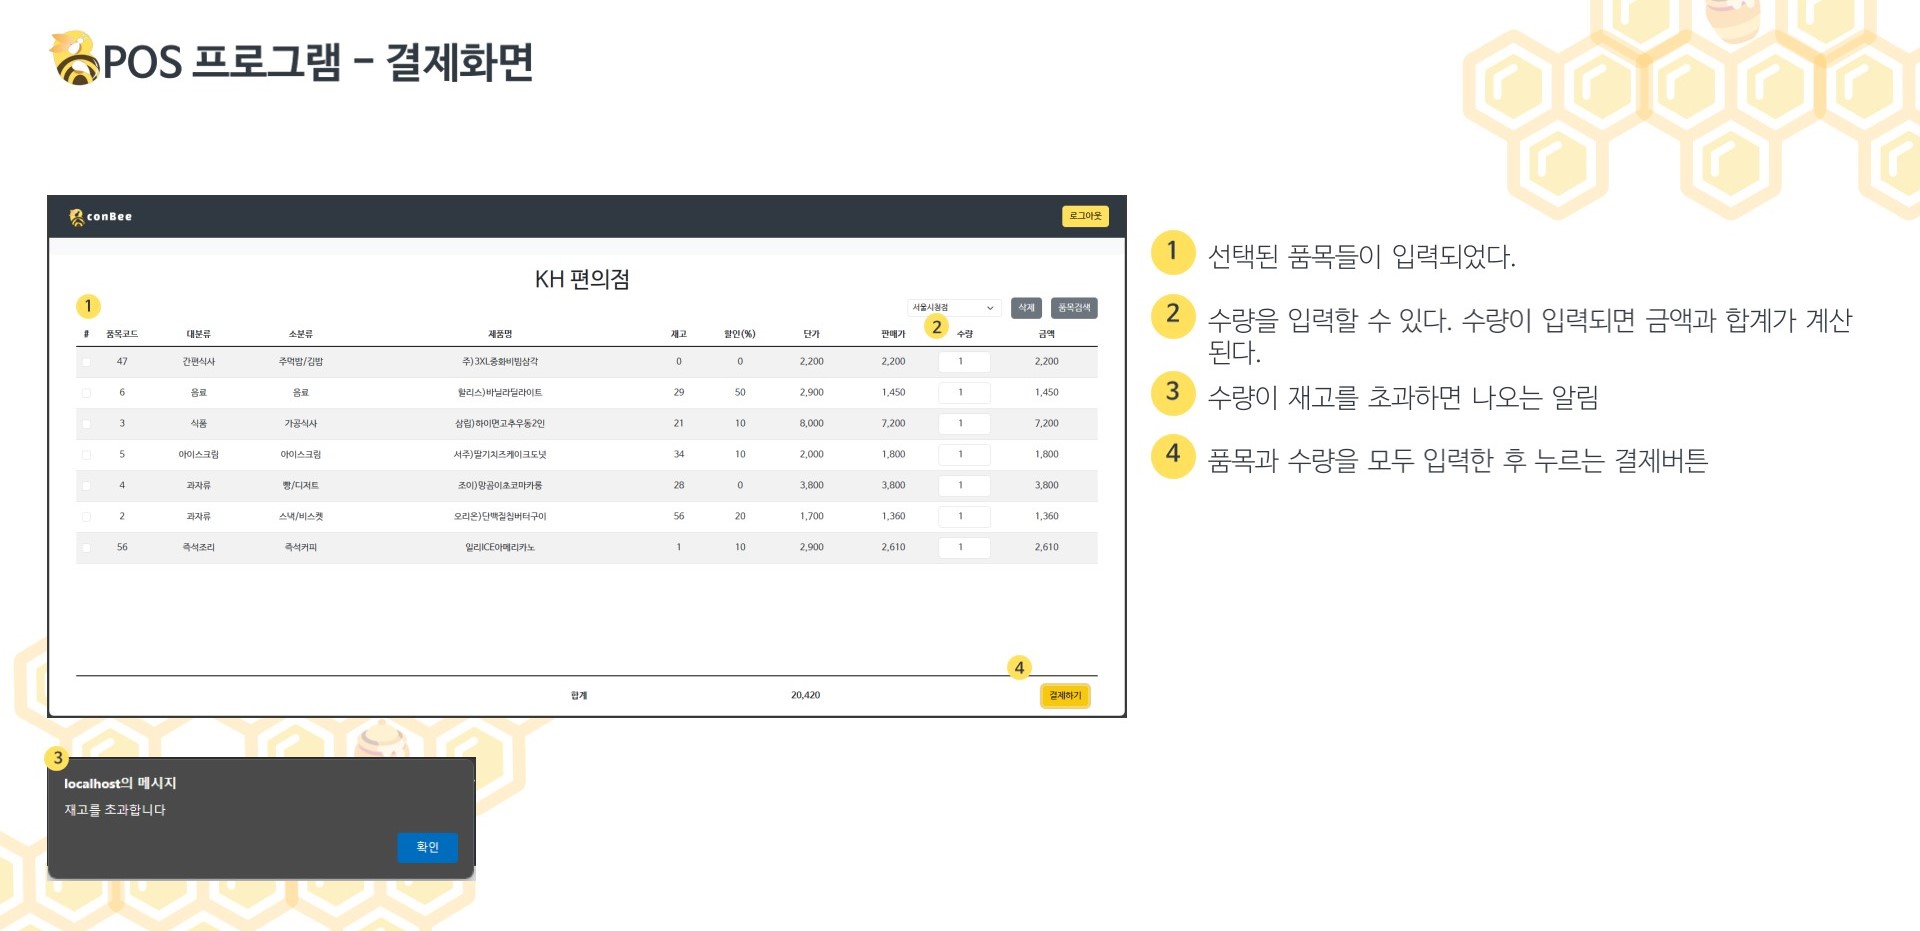 POS 프로그램 - 결제화면
conBee
로그아웃
KH 편의점
1
서울시청점
삭제
품목검색
2
# 품목코드 대분류 소분류 제품명 재고 할인(%) 단가 판매가 수량 금액
47 간편식사 주먹밥/김밥 주)3XL중화비빔삼각 0 0 2,200 2,200 1 2,200
6 음료 음료 할리스)바닐라딜라이트 29 50 2,900 1,450 1 1,450
3 식품 가공식사 삼립)하이면고추우동2인 21 10 8,000 7,200 1 7,200
5 아이스크림 아이스크림 서주)딸기치즈케이크도넛 34 10 2,000 1,800 1 1,800
4 과자류 빵/디저트 조이)망곰이초코마카롱 28 0 3,800 3,800 1 3,800
2 과자류 스낵/비스켓 오리온)단백질칩버터구이 56 20 1,700 1,360 1 1,360
56 즉석조리 즉석커피 일리ICE아메리카노 1 10 2,900 2,610 1 2,610
4
합계 20,420 결제하기
3
localhost의 메시지
재고를 초과합니다
확인
1 선택된 품목들이 입력되었다.
2 수량을 입력할 수 있다. 수량이 입력되면 금액과 합계가 계산
된다.
3 수량이 재고를 초과하면 나오는 알림
4 품목과 수량을 모두 입력한 후 누르는 결제버튼